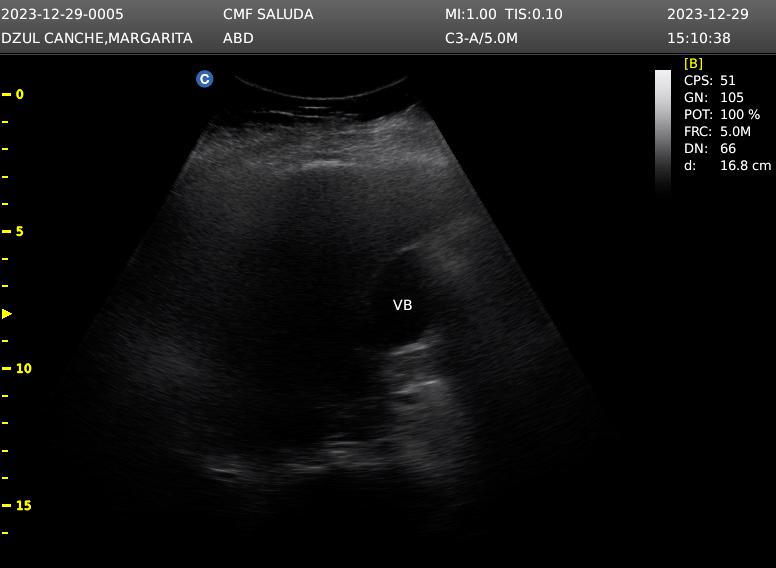 2023-12-29-0005 CMF SALUDA MI:1.00 TIS:0.10 2023-12-29
DZUL CANCHE,MARGARITA ABD C3-A/5.0M 15:10:38
C
[B]
CPS: 51
GN: 105
POT: 100 %
FRC: 5.0M
DN: 66
d: 16.8 cm
0
5
VB
10
15